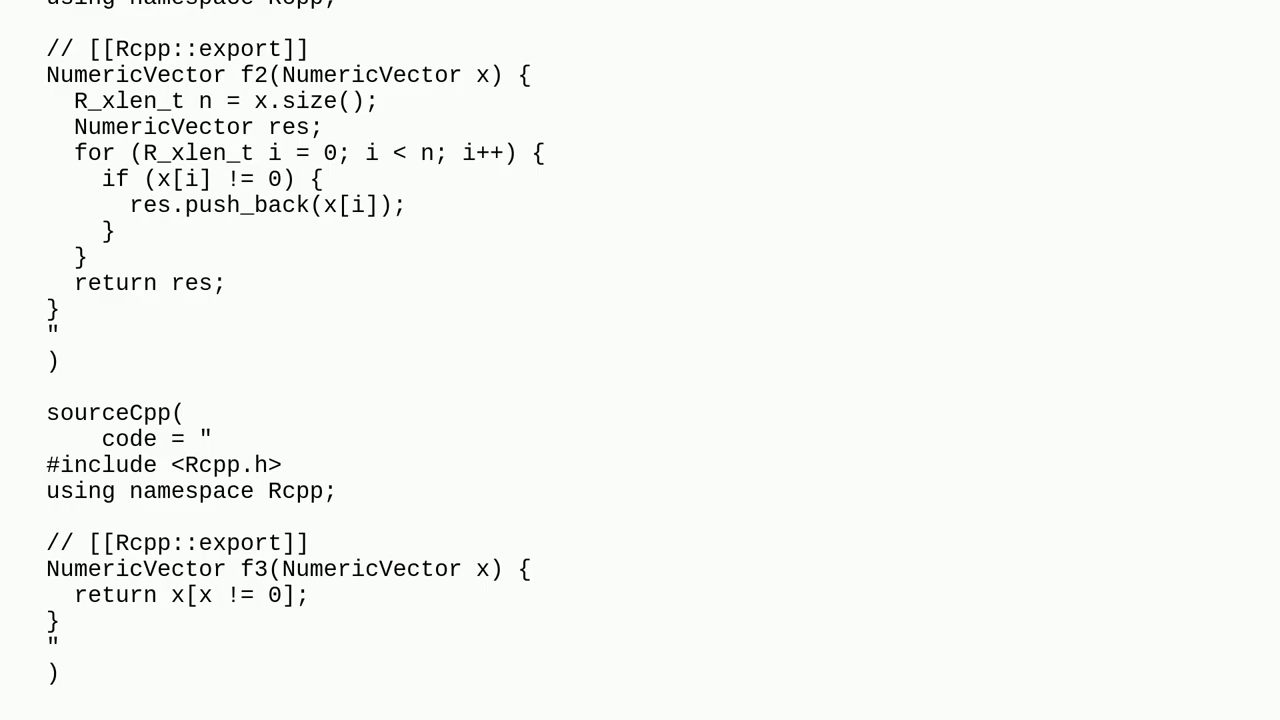 using namespace Rcpp;
// [[Rcpp::export]]
NumericVector f2(NumericVector x) {
  R_xlen_t n = x.size();
  NumericVector res;
  for (R_xlen_t i = 0; i < n; i++) {
    if (x[i] != 0) {
      res.push_back(x[i]);
    }
  }
  return res;
}
"
)
sourceCpp(
    code = "
#include <Rcpp.h>
using namespace Rcpp;
// [[Rcpp::export]]
NumericVector f3(NumericVector x) {
  return x[x != 0];
}
"
)